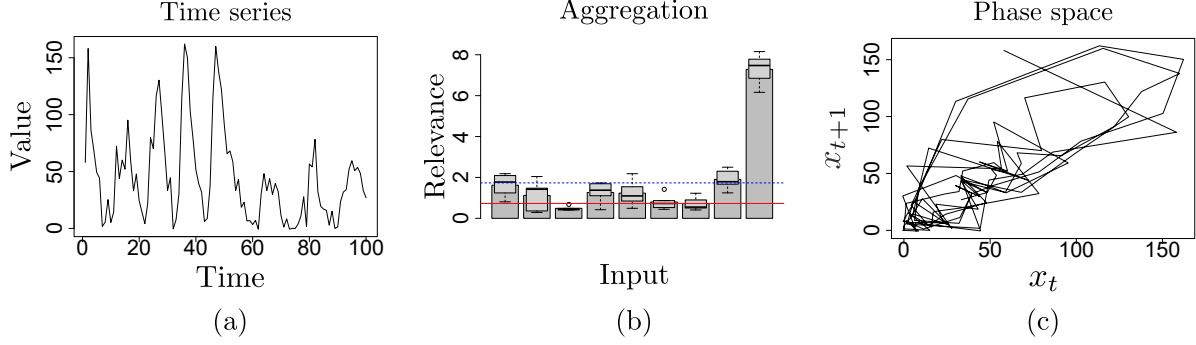 Time series
Value
0
50
100
150
0 20 40 60 80 100
Time
(a)
Aggregation
Relevance
0
2
4
6
8
Input
(b)
Phase space
x_{t+1}
0
50
100
150
0 50 100 150
x_t
(c)